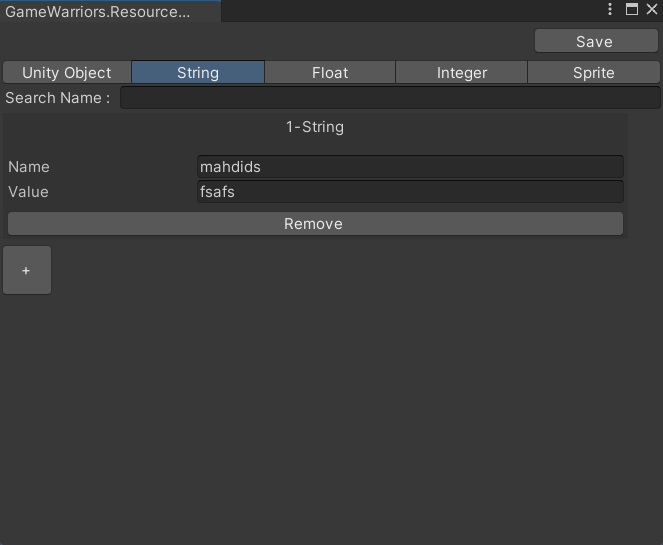 GameWarriors.Resource...
Save
Unity Object String Float Integer Sprite
Search Name :
1-String
Name mahdids
Value fsafs
Remove
+